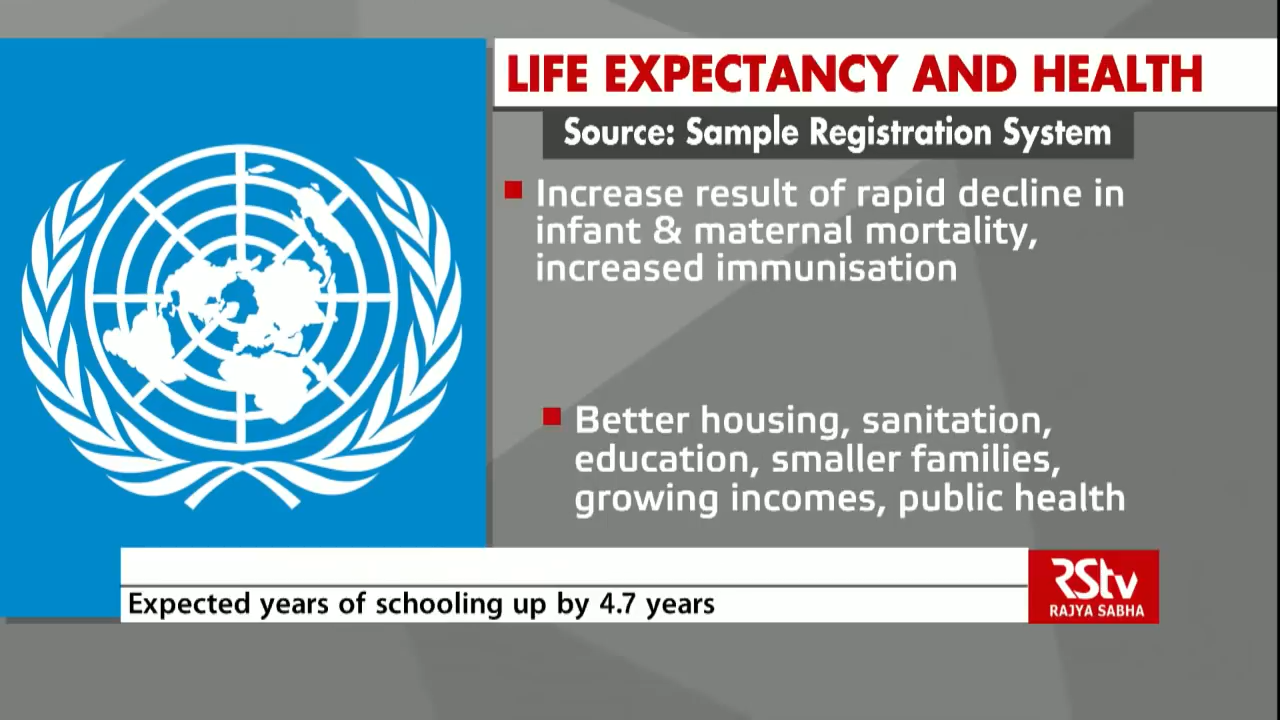 LIFE EXPECTANCY AND HEALTH
Source: Sample Registration System
Increase result of rapid decline in
infant & maternal mortality,
increased immunisation
Better housing, sanitation,
education, smaller families,
growing incomes, public health
Expected years of schooling up by 4.7 years
RStv
RAJYA SABHA